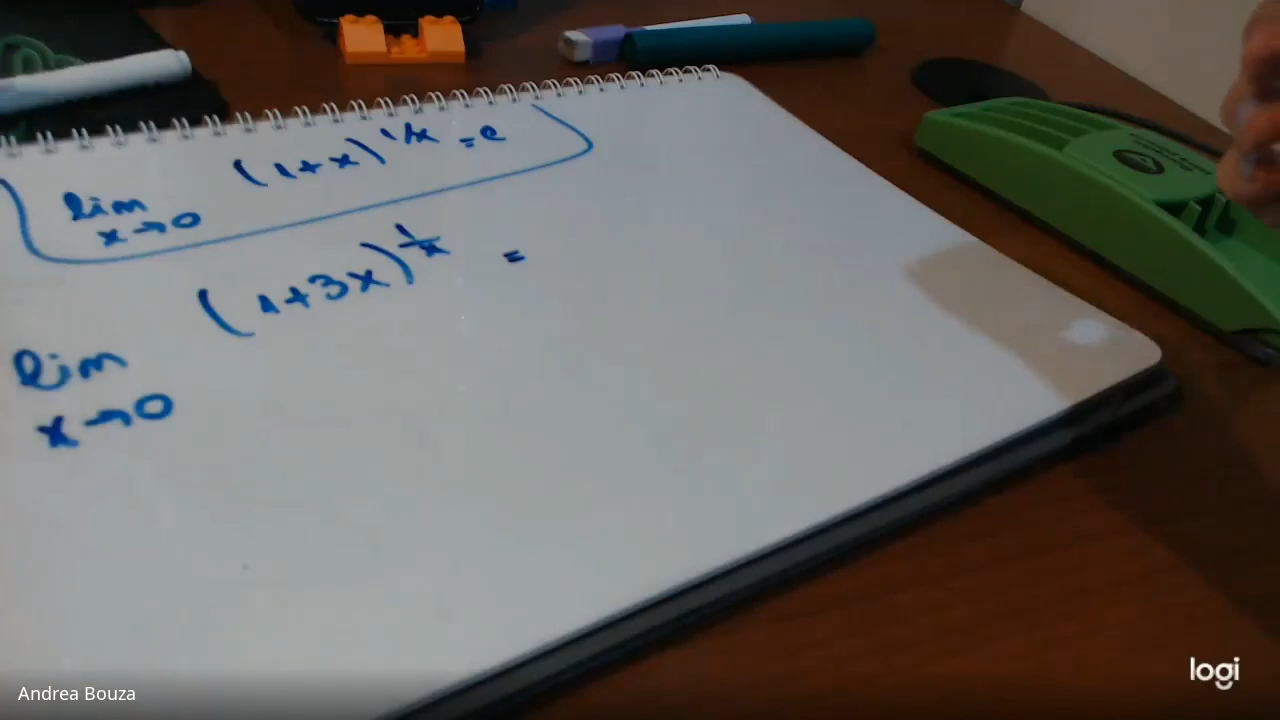 lim (1+x)^1/x = e
x→0
lim (1+3x)^1/x =
x→0
Andrea Bouza
logi